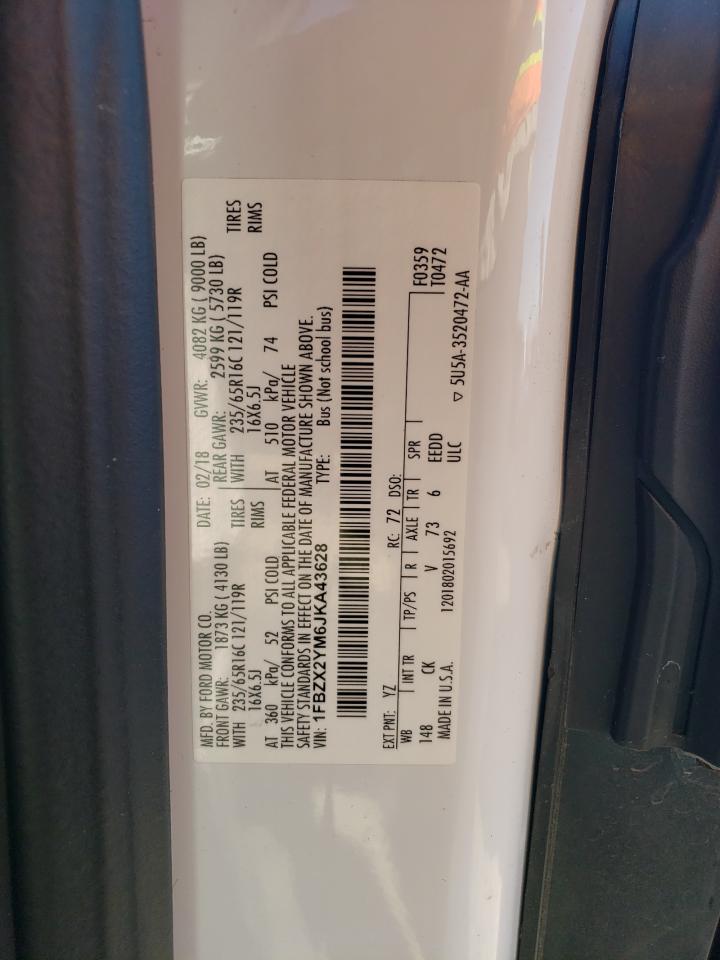 MFD. BY FORD MOTOR CO. DATE: 02/18 GVWR: 4082 KG ( 9000 LB)
FRONT GAWR: 1873 KG ( 4130 LB) REAR GAWR: 2599 KG ( 5730 LB)
WITH 235/65R16C 121/119R TIRES WITH 235/65R16C 121/119R TIRES
16X6.5J RIMS 16X6.5J RIMS
AT 360 kPa/ 52 PSI COLD AT 510 kPa/ 74 PSI COLD
THIS VEHICLE CONFORMS TO ALL APPLICABLE FEDERAL MOTOR VEHICLE
SAFETY STANDARDS IN EFFECT ON THE DATE OF MANUFACTURE SHOWN ABOVE.
VIN: 1FBZX2YM6JKA43628 TYPE: Bus (Not school bus)
EXT PNT: YZ RC: 72 DSO:
WB INT TR TP/PS R AXLE TR SPR F0359
148 CK V 73 6 EEDD T0472
MADE IN U.S.A. 1201802015692 ULC ▽ 5U5A-3520472-AA